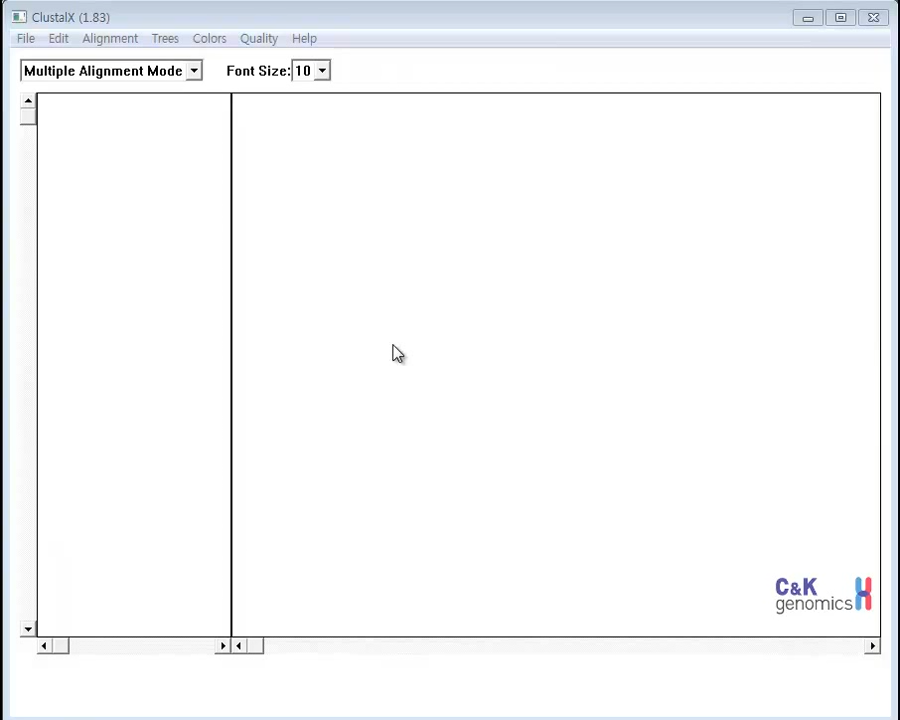 ClustalX (1.83)
File Edit Alignment Trees Colors Quality Help
Multiple Alignment Mode Font Size: 10
C&K
genomics